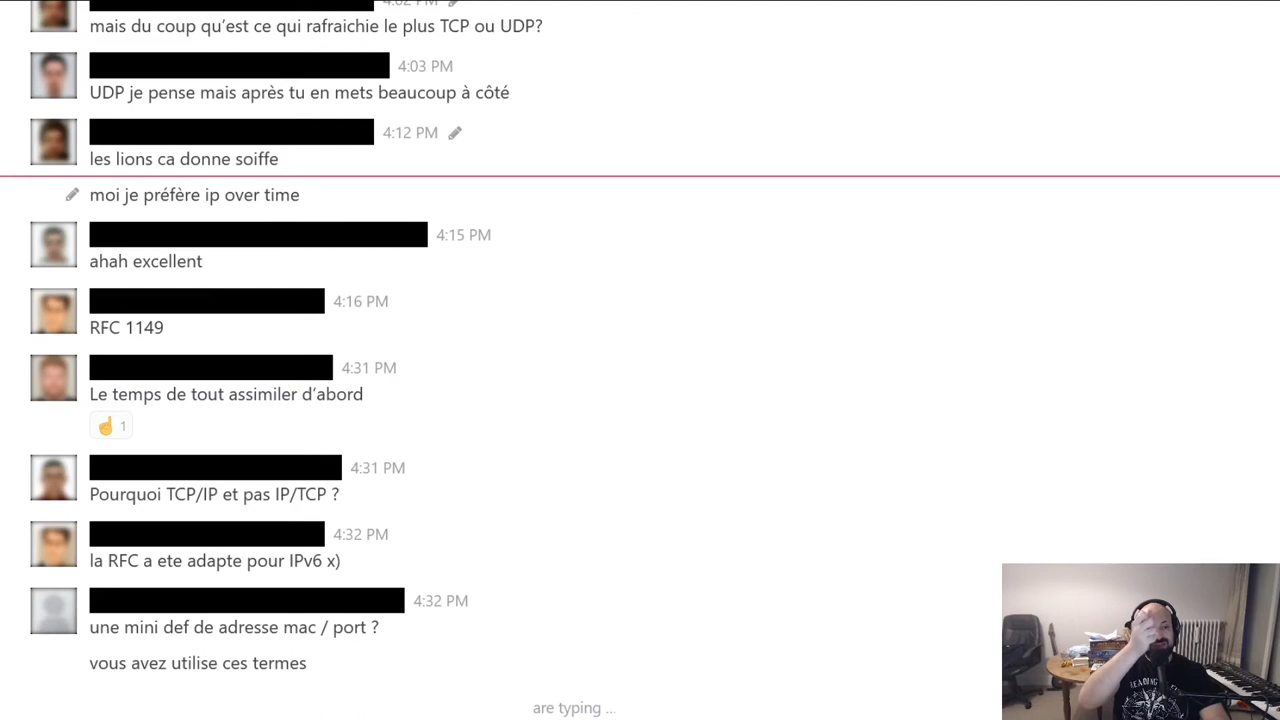 4:02 PM
mais du coup qu'est ce qui rafraichie le plus TCP ou UDP?
4:03 PM
UDP je pense mais après tu en mets beaucoup à côté
4:12 PM
les lions ca donne soiffe
moi je préfère ip over time
4:15 PM
ahah excellent
4:16 PM
RFC 1149
4:31 PM
Le temps de tout assimiler d'abord
☝ 1
4:31 PM
Pourquoi TCP/IP et pas IP/TCP ?
4:32 PM
la RFC a ete adapte pour IPv6 x)
4:32 PM
une mini def de adresse mac / port ?
vous avez utilise ces termes
are typing ...
READING